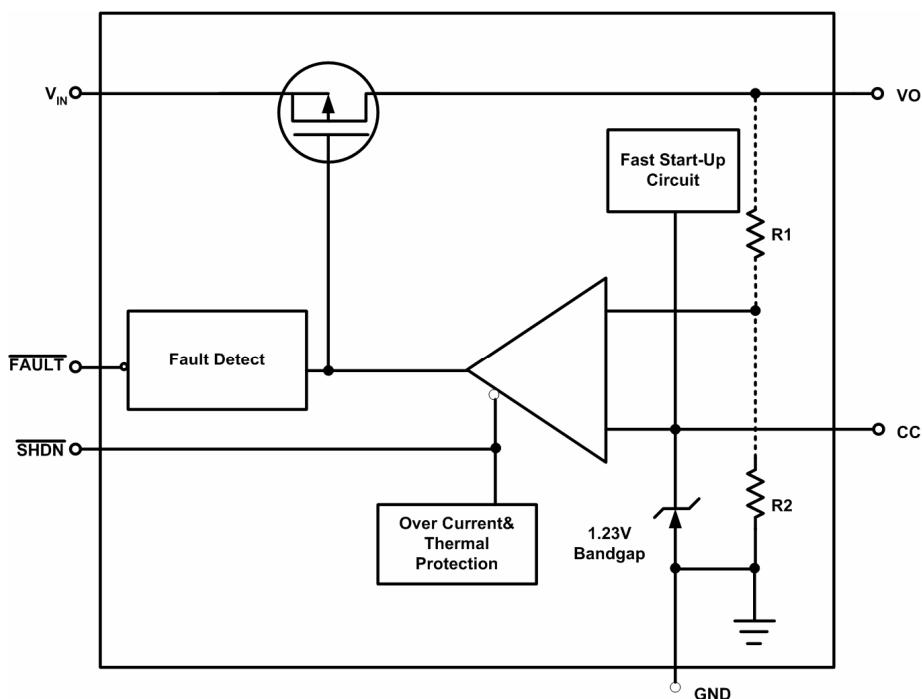 VIN
VO
Fast Start-Up
Circuit
R1
FAULT
Fault Detect
SHDN
CC
Over Current&
Thermal
Protection
1.23V
Bandgap
R2
GND